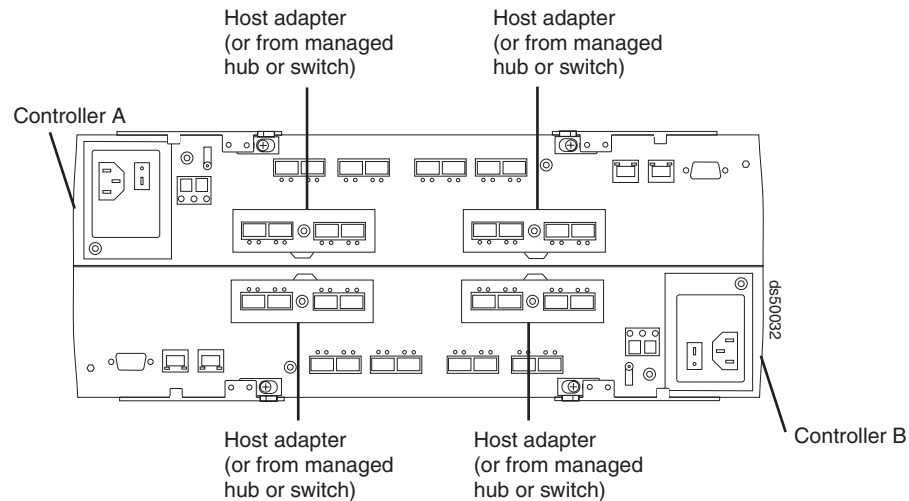 Host adapter
(or from managed
hub or switch)
Host adapter
(or from managed
hub or switch)
Controller A
ds50032
Host adapter
(or from managed
hub or switch)
Host adapter
(or from managed
hub or switch)
Controller B